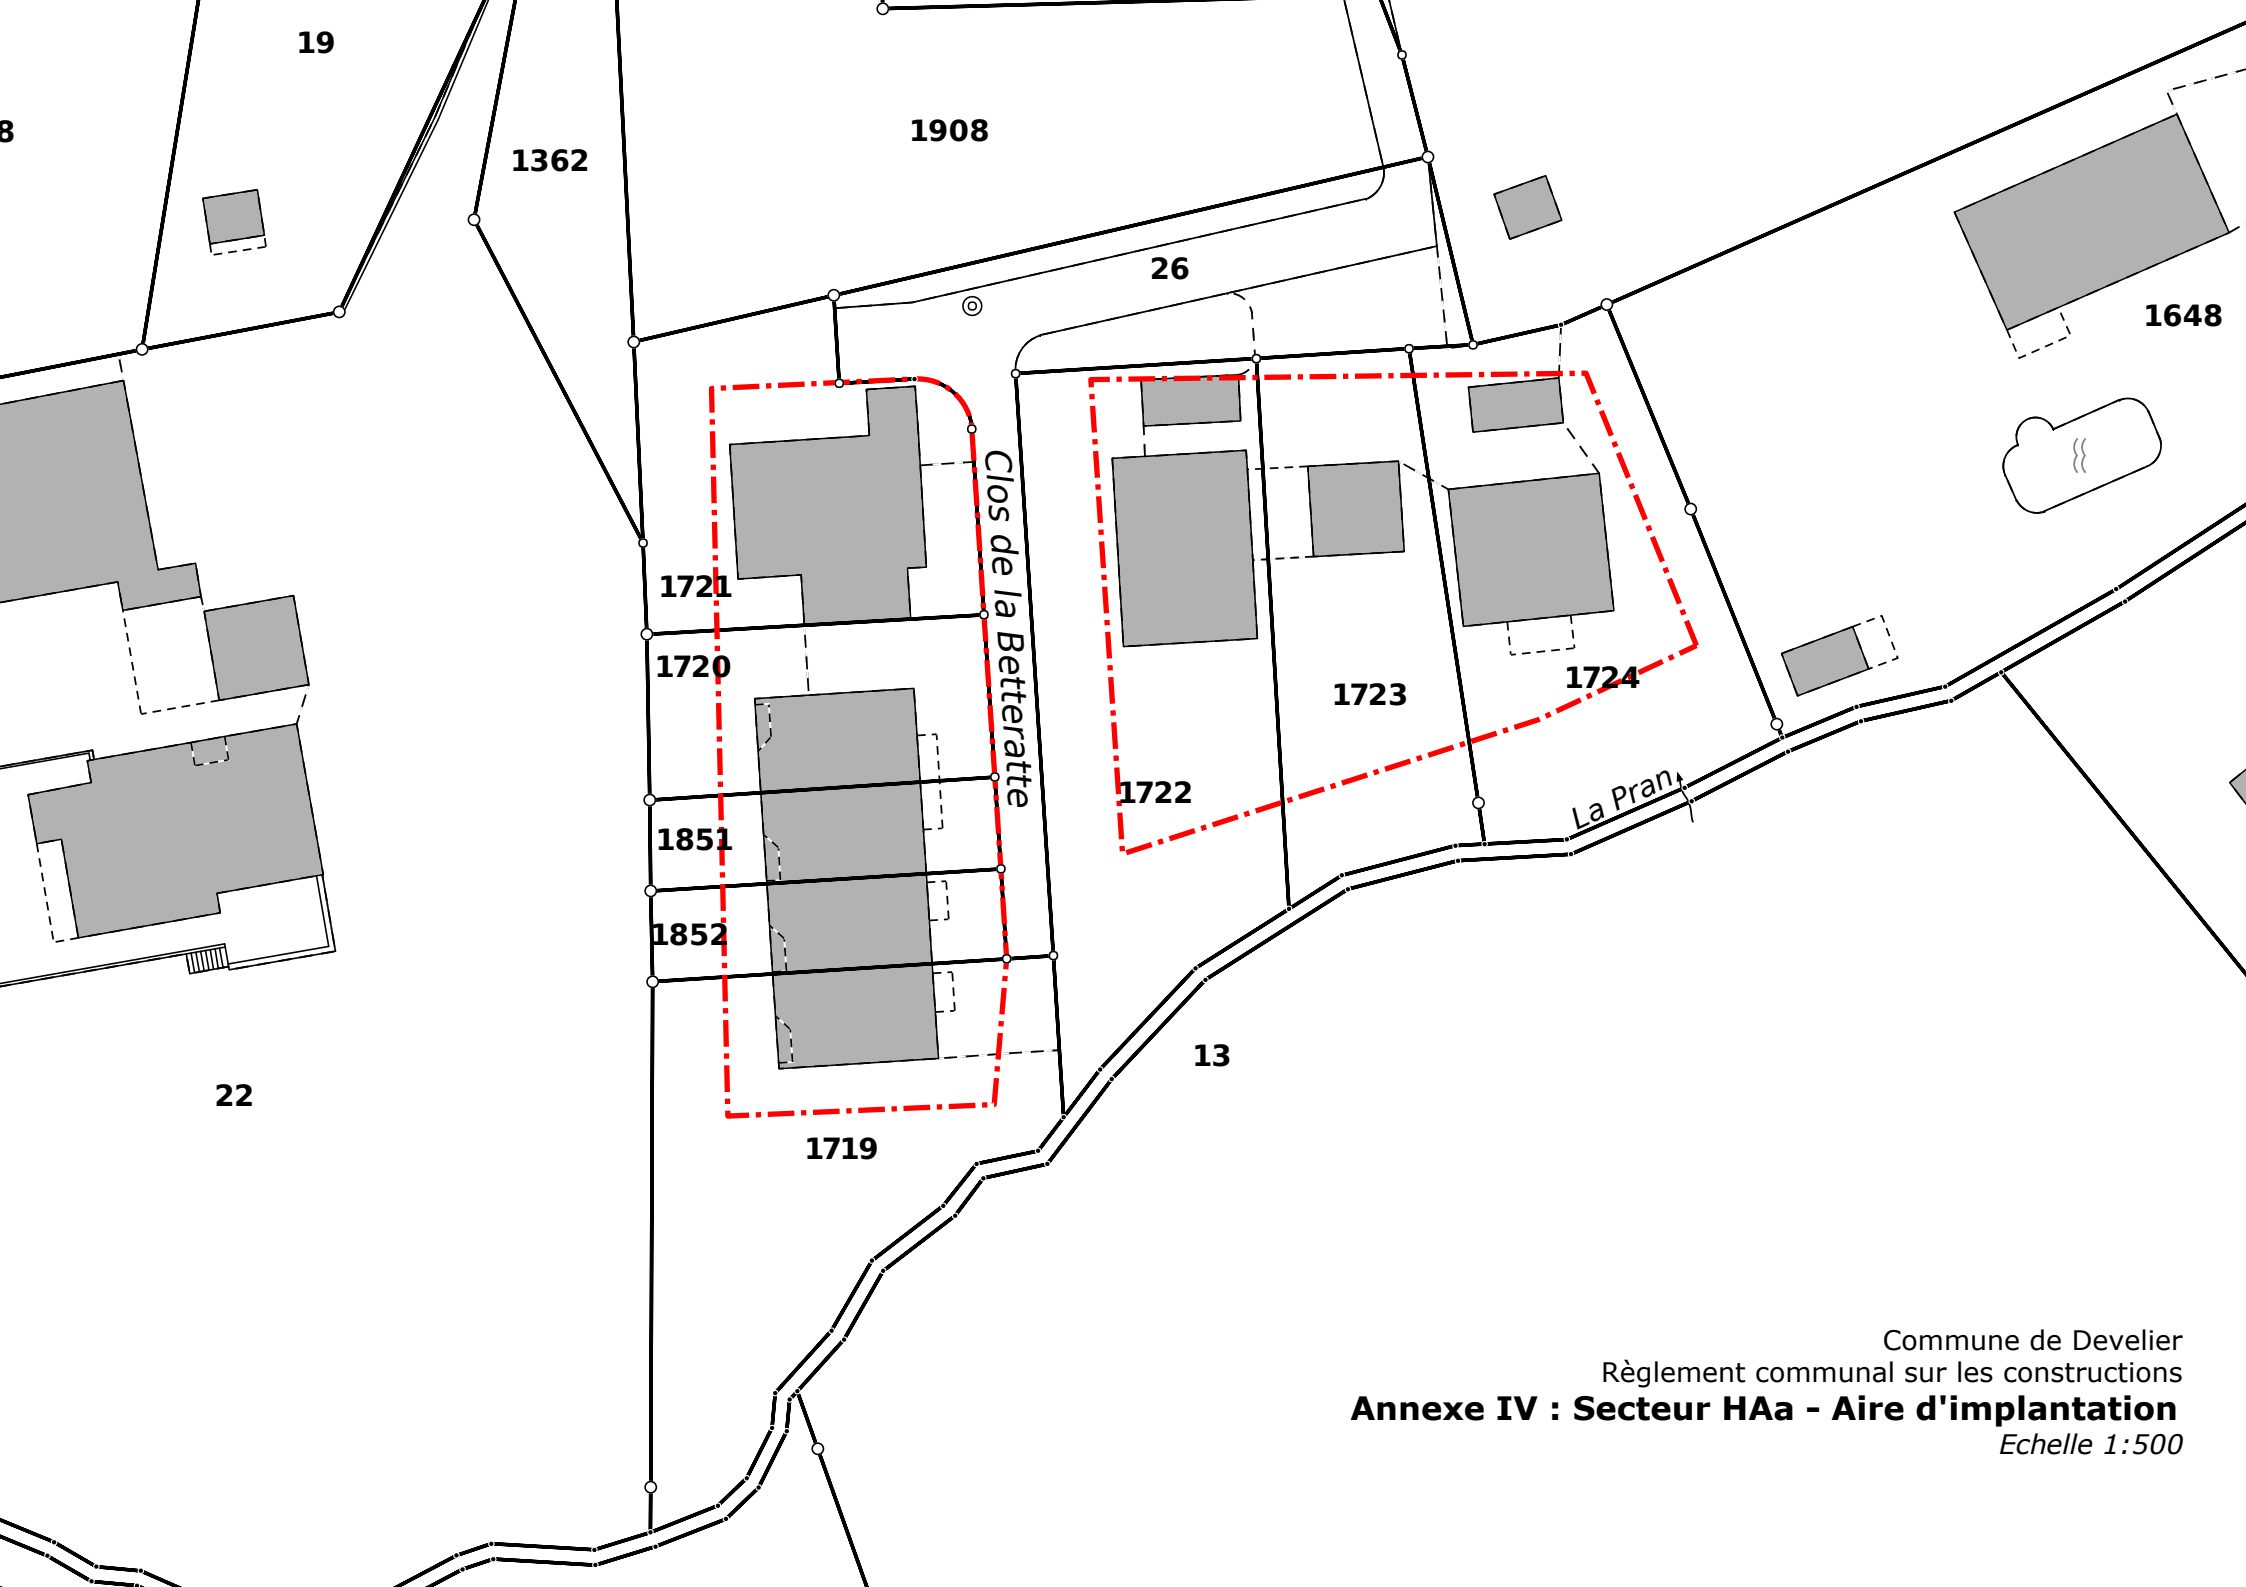 19
8
1908
1362
26
1648
Clos de la Betteratte
1721
1720
1724
1723
1722
La Pran
1851
1852
13
22
1719
Commune de Develier
Règlement communal sur les constructions
Annexe IV : Secteur HAa - Aire d'implantation
Echelle 1:500